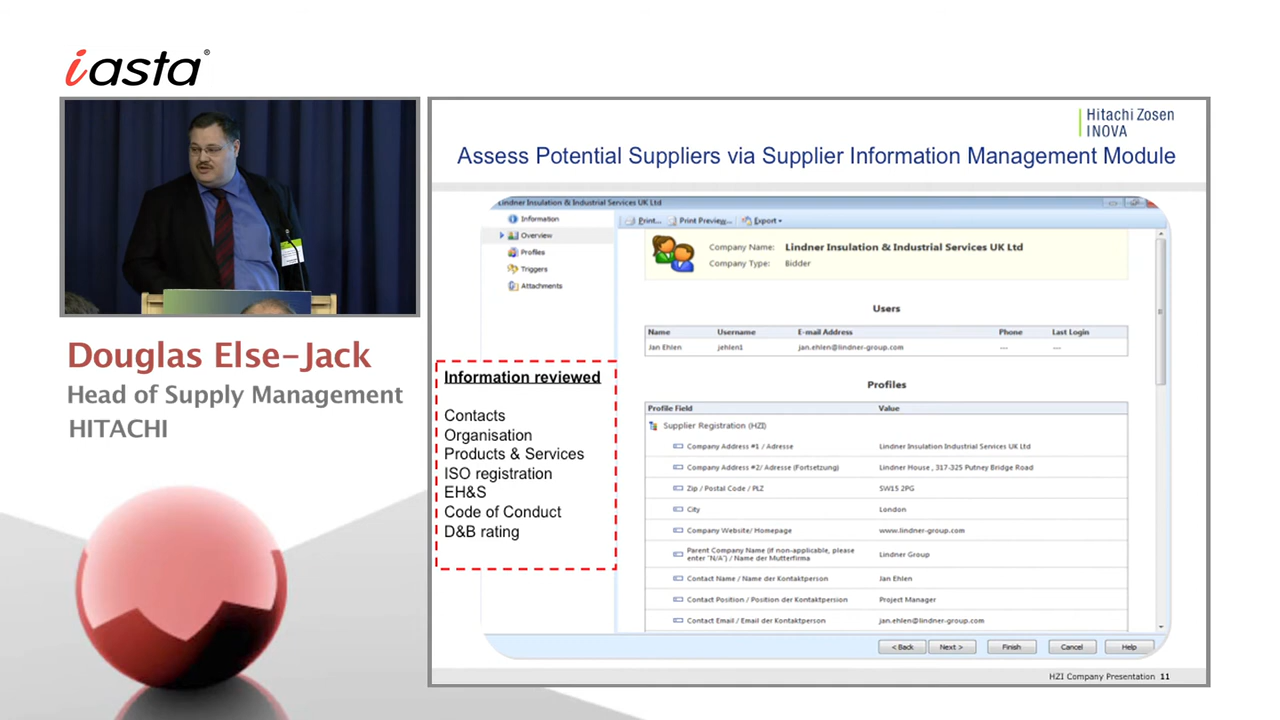 iasta®
Hitachi Zosen
INOVA
Assess Potential Suppliers via Supplier Information Management Module
Lindner Insulation & Industrial Services UK Ltd
Information
Overview
Profiles
Triggers
Attachments
Print... Print Preview... Export
Company Name: Lindner Insulation & Industrial Services UK Ltd
Company Type: Bidder
Users
Name Username E-mail Address Phone Last Login
Jan Ehlen jehlen1 jan.ehlen@lindner-group.com --- ---
Profiles
Profile Field Value
Supplier Registration (HZI)
Company Address #1 / Adresse Lindner Insulation Industrial Services UK Ltd
Company Address #2/ Adresse (Fortsetzung) Lindner House , 317-325 Putney Bridge Road
Zip / Postal Code / PLZ SW15 2PG
City London
Company Website/ Homepage www.lindner-group.com
Parent Company Name (if non-applicable, please
enter "N/A") / Name der Mutterfirma Lindner Group
Contact Name / Name der Kontaktperson Jan Ehlen
Contact Position / Position der Kontaktperson Project Manager
Contact Email / Email der Kontaktperson jan.ehlen@lindner-group.com
< Back Next > Finish Cancel Help
Information reviewed
Contacts
Organisation
Products & Services
ISO registration
EH&S
Code of Conduct
D&B rating
HZI Company Presentation 11
Douglas Else-Jack
Head of Supply Management
HITACHI